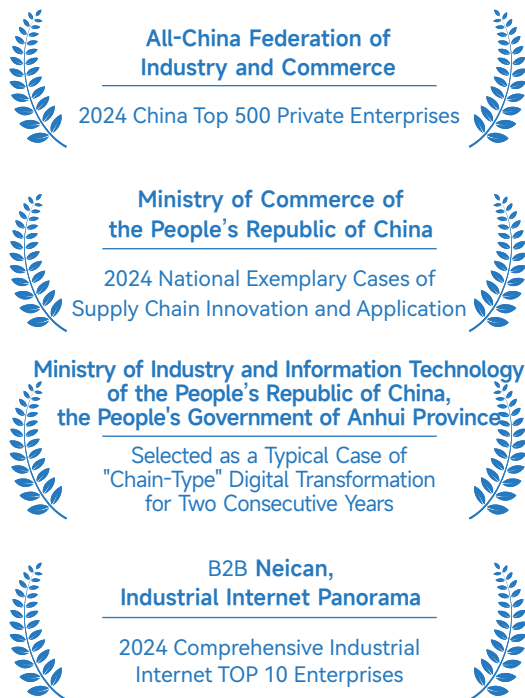 All-China Federation of
Industry and Commerce
2024 China Top 500 Private Enterprises
Ministry of Commerce of
the People’s Republic of China
2024 National Exemplary Cases of
Supply Chain Innovation and Application
Ministry of Industry and Information Technology
of the People’s Republic of China,
the People's Government of Anhui Province
Selected as a Typical Case of
"Chain-Type" Digital Transformation
for Two Consecutive Years
B2B Neican,
Industrial Internet Panorama
2024 Comprehensive Industrial
Internet TOP 10 Enterprises